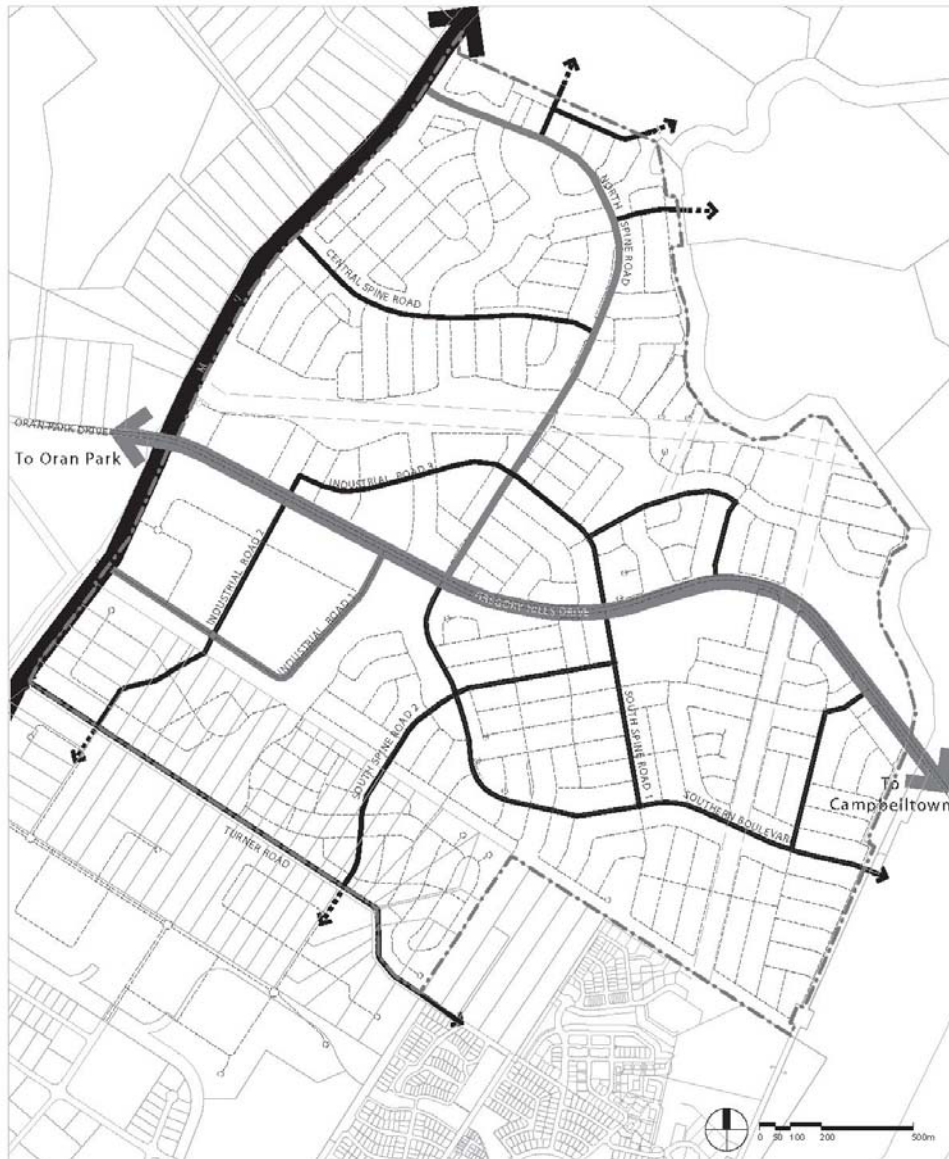 NORTH SPINE ROAD
CENTRAL SPINE ROAD
ORAN PARK DRIVE
To Oran Park
INDUSTRIAL ROAD 3
INDUSTRIAL ROAD 2
INDUSTRIAL ROAD 1
GREGORY HILLS DRIVE
SOUTH SPINE ROAD 2
SOUTH SPINE ROAD 1
SOUTHERN BOULEVAR
To
Campbelltown
TURNER ROAD
0 50 100 200 500m